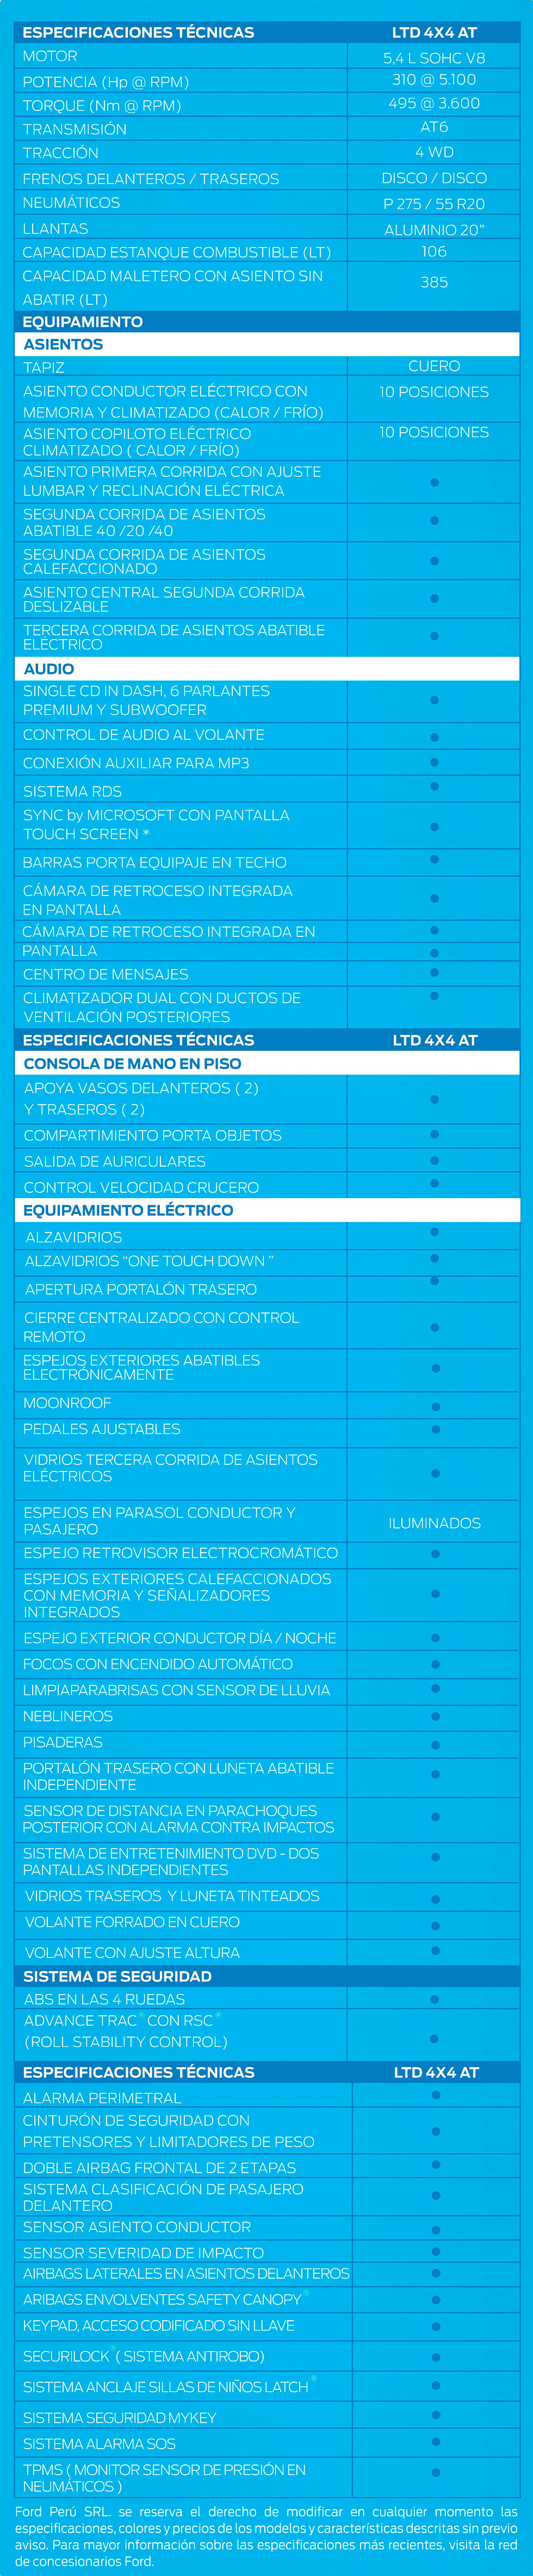 ESPECIFICACIONES TÉCNICAS LTD 4X4 AT
MOTOR 5,4 L SOHC V8
POTENCIA (Hp @ RPM) 310 @ 5.100
TORQUE (Nm @ RPM) 495 @ 3.600
TRANSMISIÓN AT6
TRACCIÓN 4 WD
FRENOS DELANTEROS / TRASEROS DISCO / DISCO
NEUMÁTICOS P 275 / 55 R20
LLANTAS ALUMINIO 20”
CAPACIDAD ESTANQUE COMBUSTIBLE (LT) 106
CAPACIDAD MALETERO CON ASIENTO SIN
ABATIR (LT) 385
EQUIPAMIENTO
ASIENTOS
TAPIZ CUERO
ASIENTO CONDUCTOR ELÉCTRICO CON 10 POSICIONES
MEMORIA Y CLIMATIZADO (CALOR / FRÍO)
ASIENTO COPILOTO ELÉCTRICO 10 POSICIONES
CLIMATIZADO ( CALOR / FRÍO)
ASIENTO PRIMERA CORRIDA CON AJUSTE
LUMBAR Y RECLINACIÓN ELÉCTRICA
SEGUNDA CORRIDA DE ASIENTOS
ABATIBLE 40 /20 /40
SEGUNDA CORRIDA DE ASIENTOS
CALEFACCIONADO
ASIENTO CENTRAL SEGUNDA CORRIDA
DESLIZABLE
TERCERA CORRIDA DE ASIENTOS ABATIBLE
ELÉCTRICO
AUDIO
SINGLE CD IN DASH, 6 PARLANTES
PREMIUM Y SUBWOOFER
CONTROL DE AUDIO AL VOLANTE
CONEXIÓN AUXILIAR PARA MP3
SISTEMA RDS
SYNC by MICROSOFT CON PANTALLA
TOUCH SCREEN *
BARRAS PORTA EQUIPAJE EN TECHO
CÁMARA DE RETROCESO INTEGRADA
EN PANTALLA
CÁMARA DE RETROCESO INTEGRADA EN
PANTALLA
CENTRO DE MENSAJES
CLIMATIZADOR DUAL CON DUCTOS DE
VENTILACIÓN POSTERIORES
ESPECIFICACIONES TÉCNICAS LTD 4X4 AT
CONSOLA DE MANO EN PISO
APOYA VASOS DELANTEROS ( 2)
Y TRASEROS ( 2)
COMPARTIMIENTO PORTA OBJETOS
SALIDA DE AURICULARES
CONTROL VELOCIDAD CRUCERO
EQUIPAMIENTO ELÉCTRICO
ALZAVIDRIOS
ALZAVIDRIOS “ONE TOUCH DOWN ”
APERTURA PORTALÓN TRASERO
CIERRE CENTRALIZADO CON CONTROL
REMOTO
ESPEJOS EXTERIORES ABATIBLES
ELECTRÓNICAMENTE
MOONROOF
PEDALES AJUSTABLES
VIDRIOS TERCERA CORRIDA DE ASIENTOS
ELÉCTRICOS
ESPEJOS EN PARASOL CONDUCTOR Y
PASAJERO ILUMINADOS
ESPEJO RETROVISOR ELECTROCROMÁTICO
ESPEJOS EXTERIORES CALEFACCIONADOS
CON MEMORIA Y SEÑALIZADORES
INTEGRADOS
ESPEJO EXTERIOR CONDUCTOR DÍA / NOCHE
FOCOS CON ENCENDIDO AUTOMÁTICO
LIMPIAPARABRISAS CON SENSOR DE LLUVIA
NEBLINEROS
PISADERAS
PORTALÓN TRASERO CON LUNETA ABATIBLE
INDEPENDIENTE
SENSOR DE DISTANCIA EN PARACHOQUES
POSTERIOR CON ALARMA CONTRA IMPACTOS
SISTEMA DE ENTRETENIMIENTO DVD - DOS
PANTALLAS INDEPENDIENTES
VIDRIOS TRASEROS Y LUNETA TINTEADOS
VOLANTE FORRADO EN CUERO
VOLANTE CON AJUSTE ALTURA
SISTEMA DE SEGURIDAD
ABS EN LAS 4 RUEDAS
ADVANCE TRAC® CON RSC®
(ROLL STABILITY CONTROL)
ESPECIFICACIONES TÉCNICAS LTD 4X4 AT
ALARMA PERIMETRAL
CINTURÓN DE SEGURIDAD CON
PRETENSORES Y LIMITADORES DE PESO
DOBLE AIRBAG FRONTAL DE 2 ETAPAS
SISTEMA CLASIFICACIÓN DE PASAJERO
DELANTERO
SENSOR ASIENTO CONDUCTOR
SENSOR SEVERIDAD DE IMPACTO
AIRBAGS LATERALES EN ASIENTOS DELANTEROS
ARIBAGS ENVOLVENTES SAFETY CANOPY®
KEYPAD, ACCESO CODIFICADO SIN LLAVE
SECURILOCK® ( SISTEMA ANTIROBO)
SISTEMA ANCLAJE SILLAS DE NIÑOS LATCH®
SISTEMA SEGURIDAD MYKEY
SISTEMA ALARMA SOS
TPMS ( MONITOR SENSOR DE PRESIÓN EN
NEUMÁTICOS )
Ford Perú SRL. se reserva el derecho de modificar en cualquier momento las
especificaciones, colores y precios de los modelos y características descritas sin previo
aviso. Para mayor información sobre las especificaciones más recientes, visita la red
de concesionarios Ford.